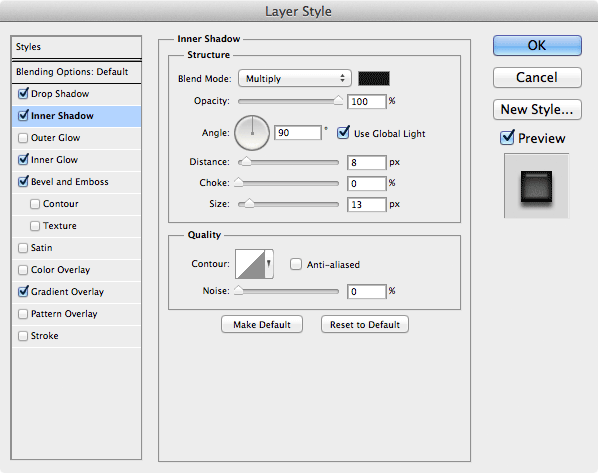 Layer Style
Styles
Blending Options: Default
Drop Shadow
Inner Shadow
Outer Glow
Inner Glow
Bevel and Emboss
Contour
Texture
Satin
Color Overlay
Gradient Overlay
Pattern Overlay
Stroke
Inner Shadow
Structure
Blend Mode: Multiply
Opacity: 100 %
Angle: 90 ° Use Global Light
Distance: 8 px
Choke: 0 %
Size: 13 px
Quality
Contour: Anti-aliased
Noise: 0 %
Make Default Reset to Default
OK
Cancel
New Style...
Preview